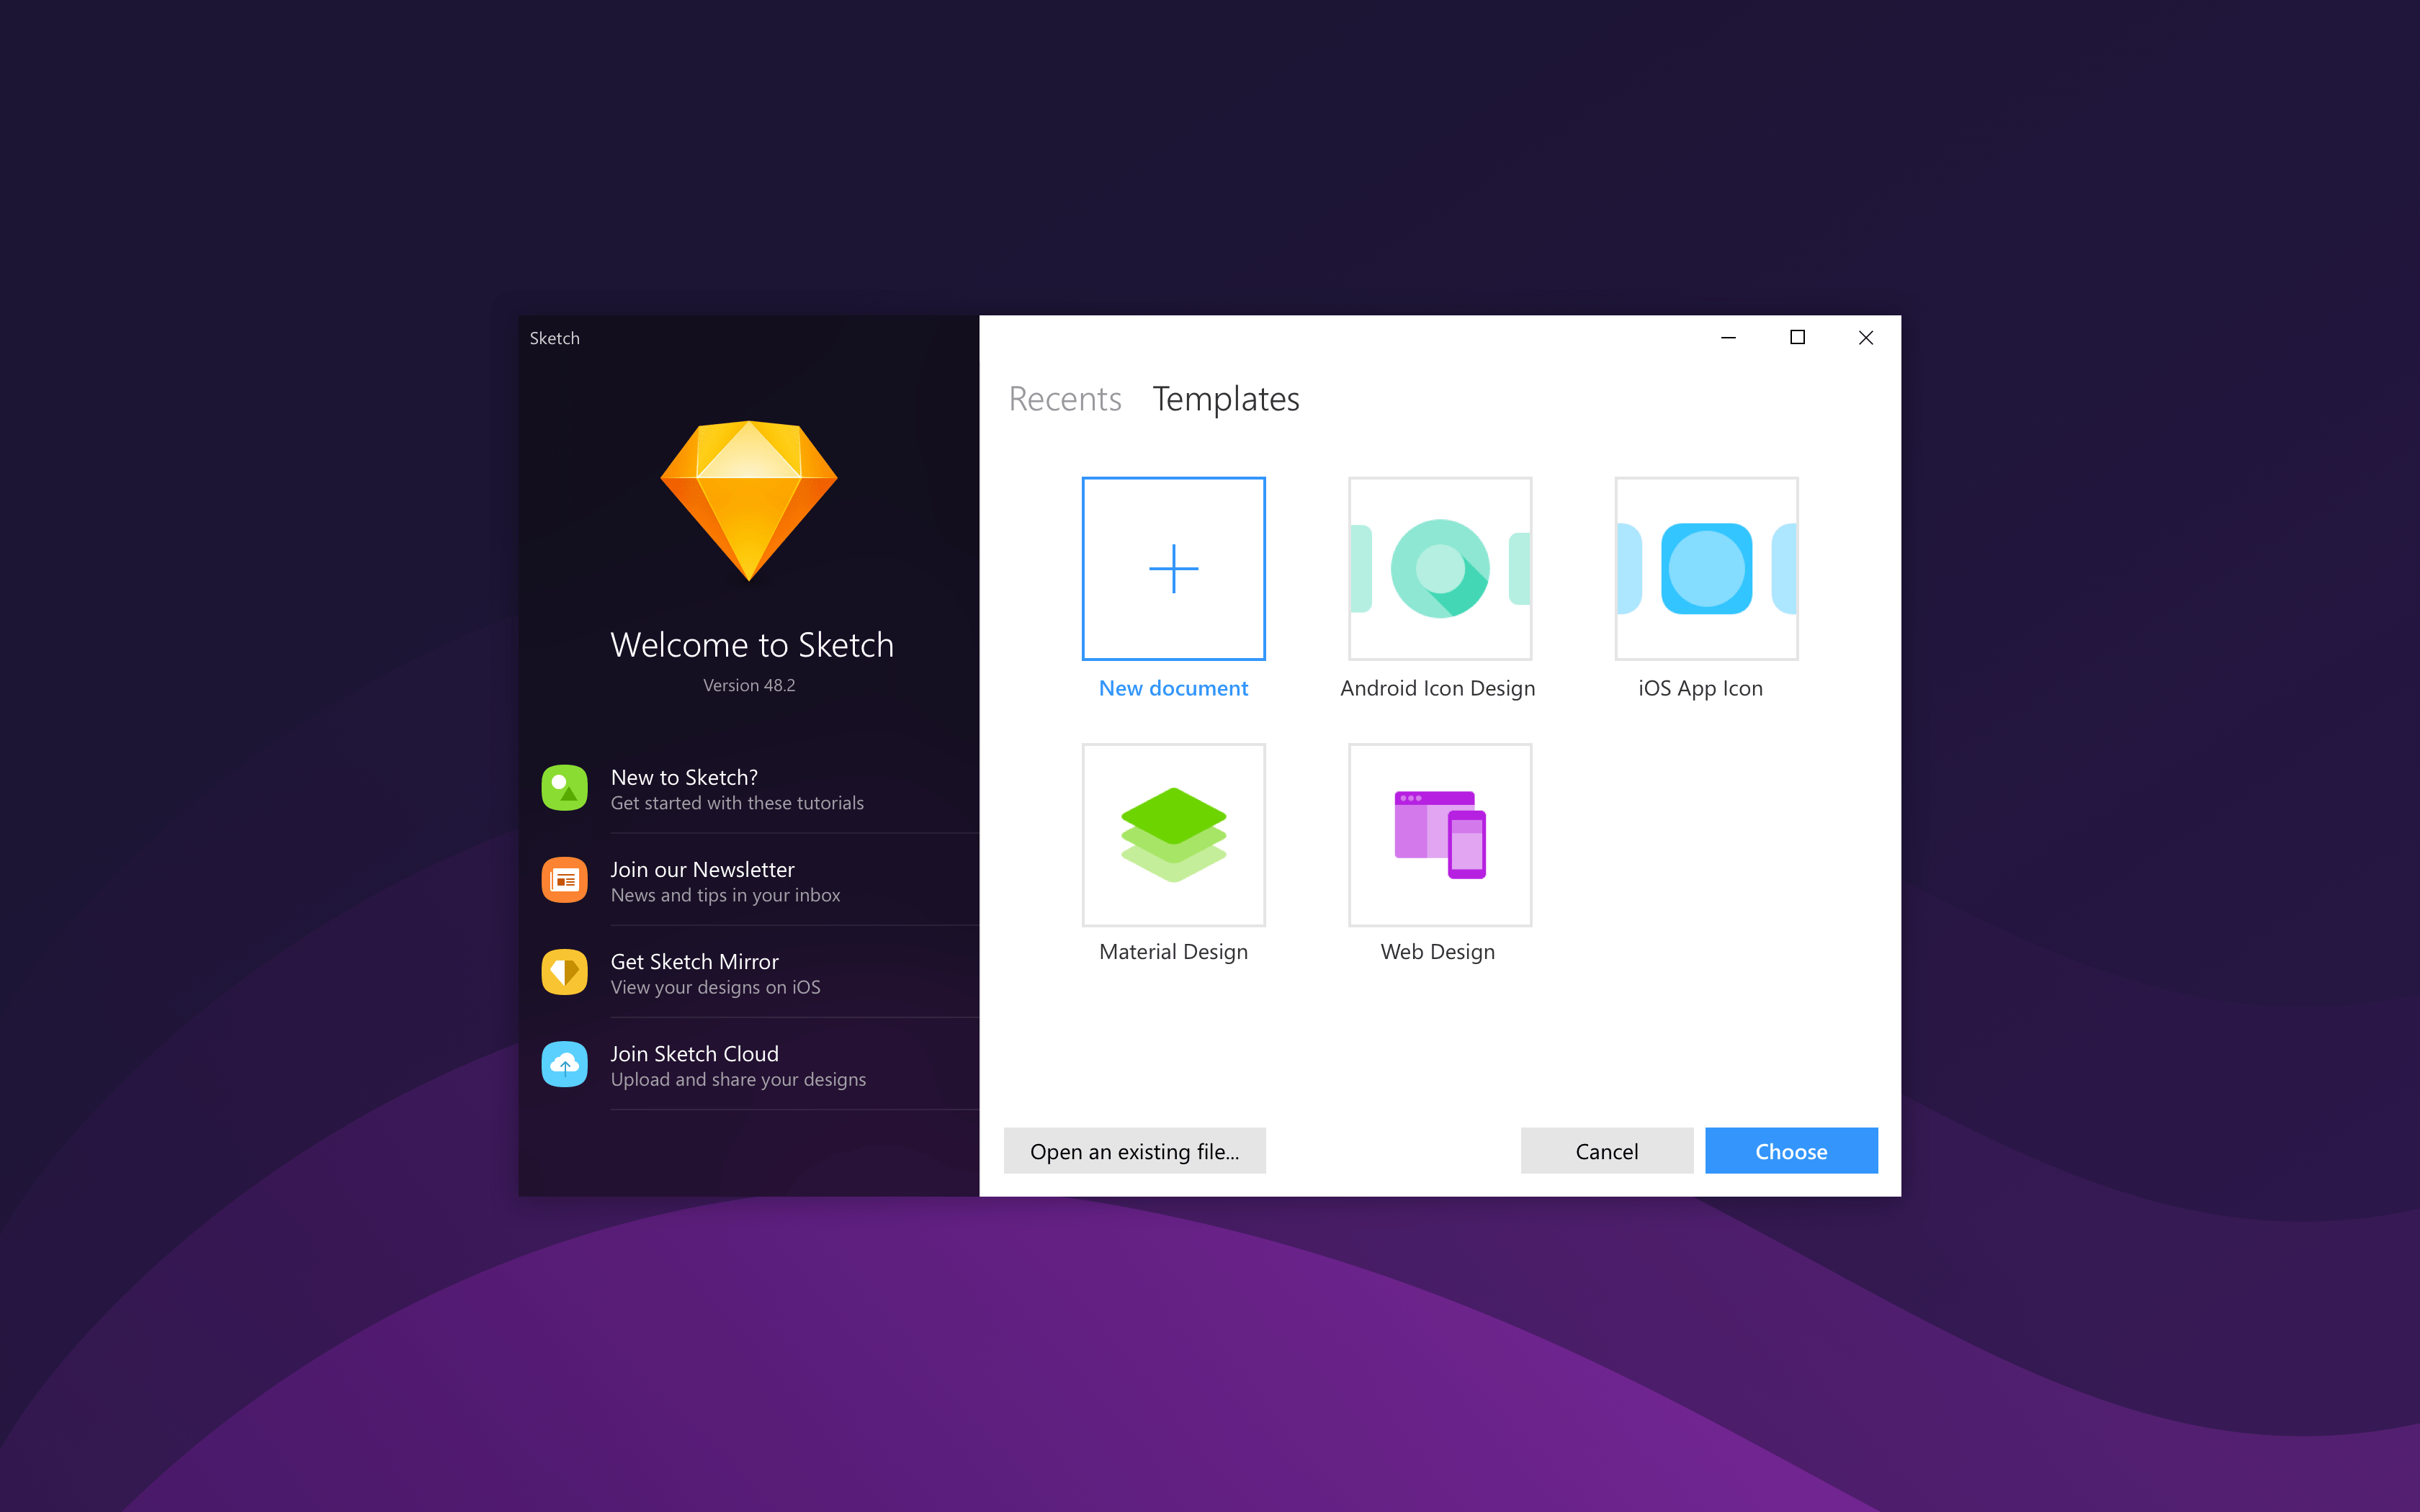 Sketch
Welcome to Sketch
Version 48.2
New to Sketch?
Get started with these tutorials
Join our Newsletter
News and tips in your inbox
Get Sketch Mirror
View your designs on iOS
Join Sketch Cloud
Upload and share your designs
Recents Templates
New document
Android Icon Design
iOS App Icon
Material Design
Web Design
Open an existing file...
Cancel
Choose